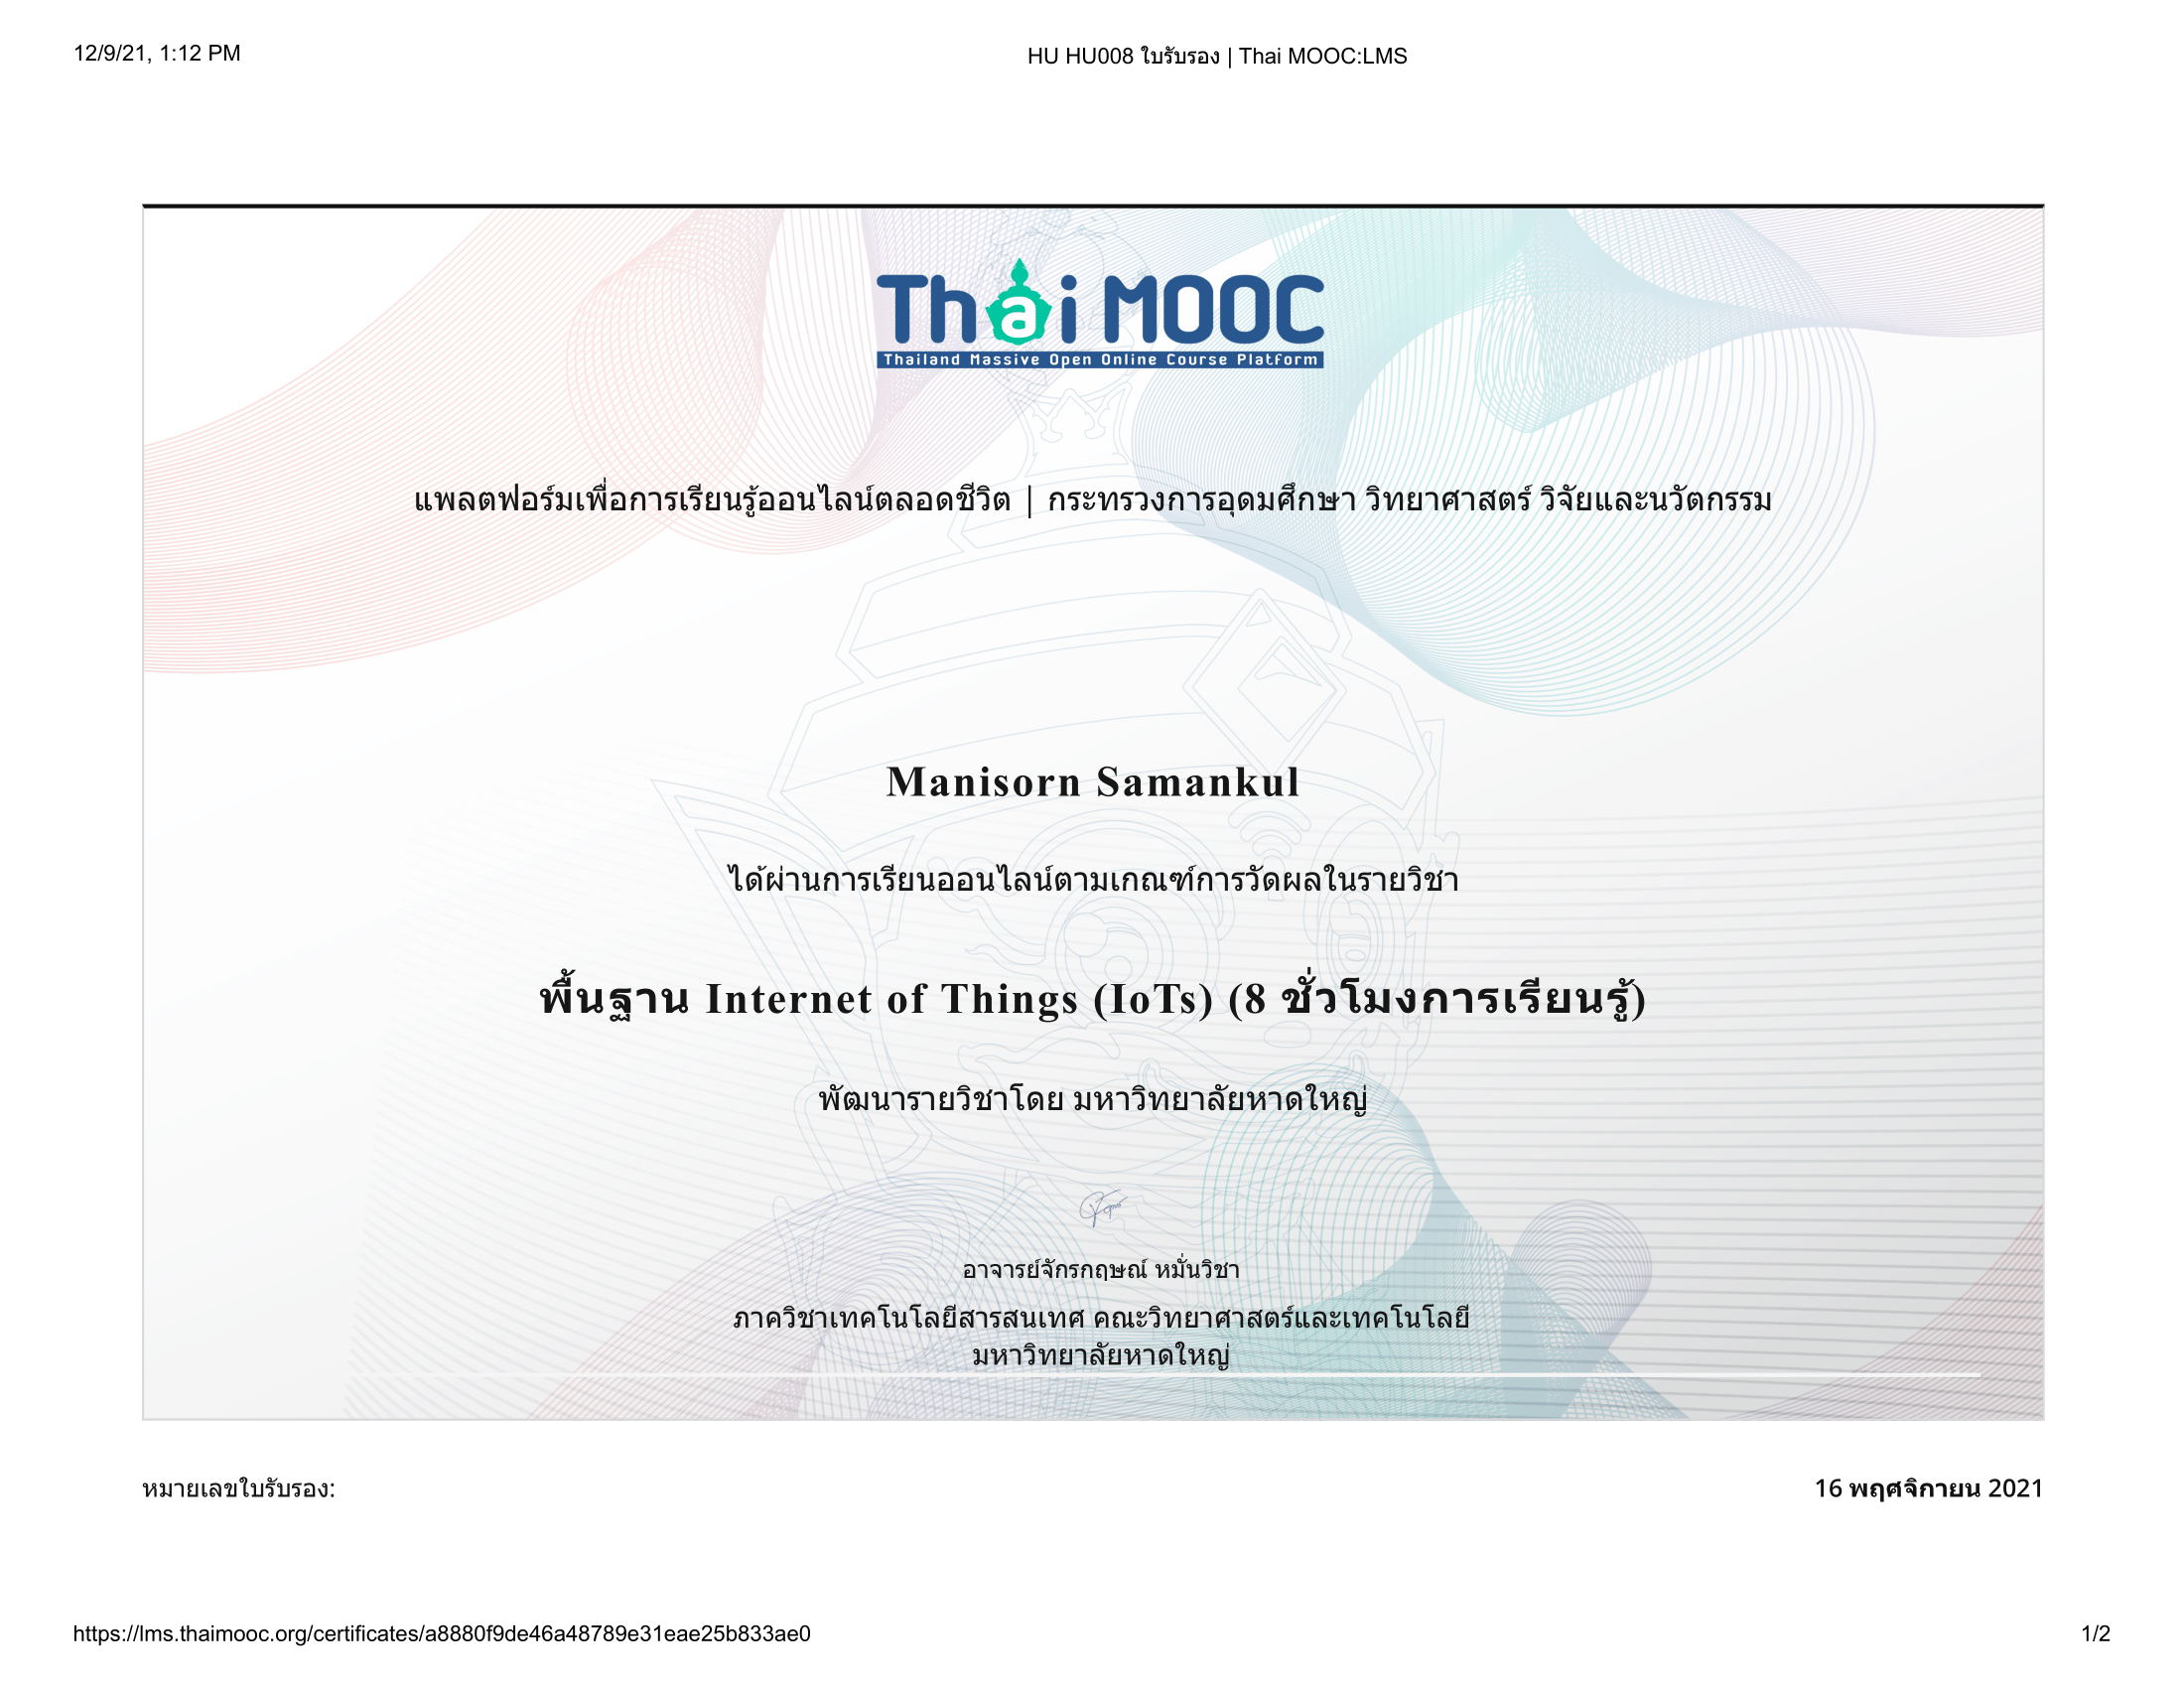 12/9/21, 1:12 PM
HU HU008 ใบรับรอง | Thai MOOC:LMS
Thai MOOC
Thailand Massive Open Online Course Platform
แพลตฟอร์มเพื่อการเรียนรู้ออนไลน์ตลอดชีวิต | กระทรวงการอุดมศึกษา วิทยาศาสตร์ วิจัยและนวัตกรรม
Manisorn Samankul
ได้ผ่านการเรียนออนไลน์ตามเกณฑ์การวัดผลในรายวิชา
พื้นฐาน Internet of Things (IoTs) (8 ชั่วโมงการเรียนรู้)
พัฒนารายวิชาโดย มหาวิทยาลัยหาดใหญ่
อาจารย์จักรกฤษณ์ หมั่นวิชา
ภาควิชาเทคโนโลยีสารสนเทศ คณะวิทยาศาสตร์และเทคโนโลยี
มหาวิทยาลัยหาดใหญ่
หมายเลขใบรับรอง:
16 พฤศจิกายน 2021
https://lms.thaimooc.org/certificates/a8880f9de46a48789e31eae25b833ae0
1/2